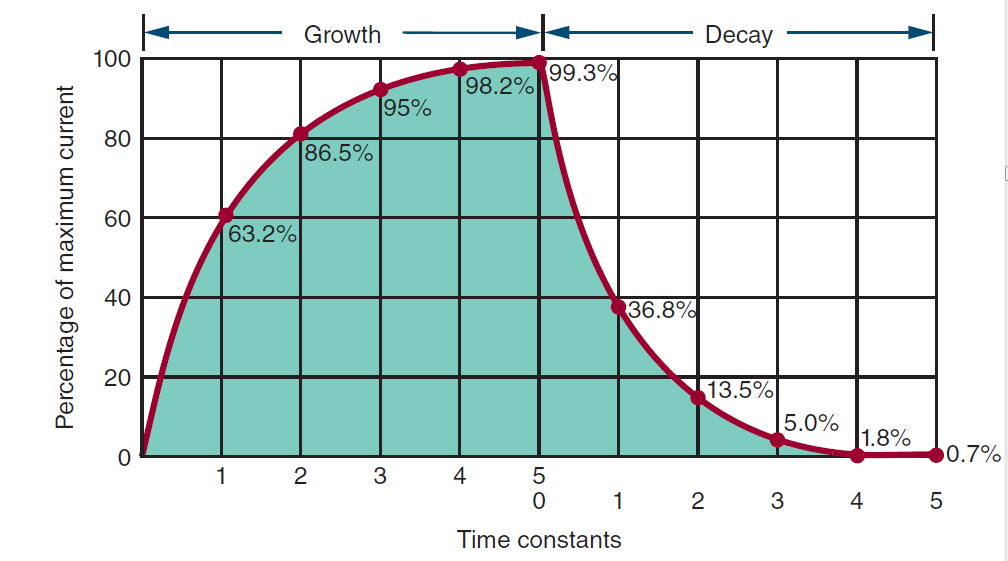 Growth
Decay
Percentage of maximum current
100
80
60
40
20
0
63.2%
86.5%
95%
98.2%
99.3%
36.8%
13.5%
5.0%
1.8%
0.7%
1 2 3 4 5
0 1 2 3 4 5
Time constants